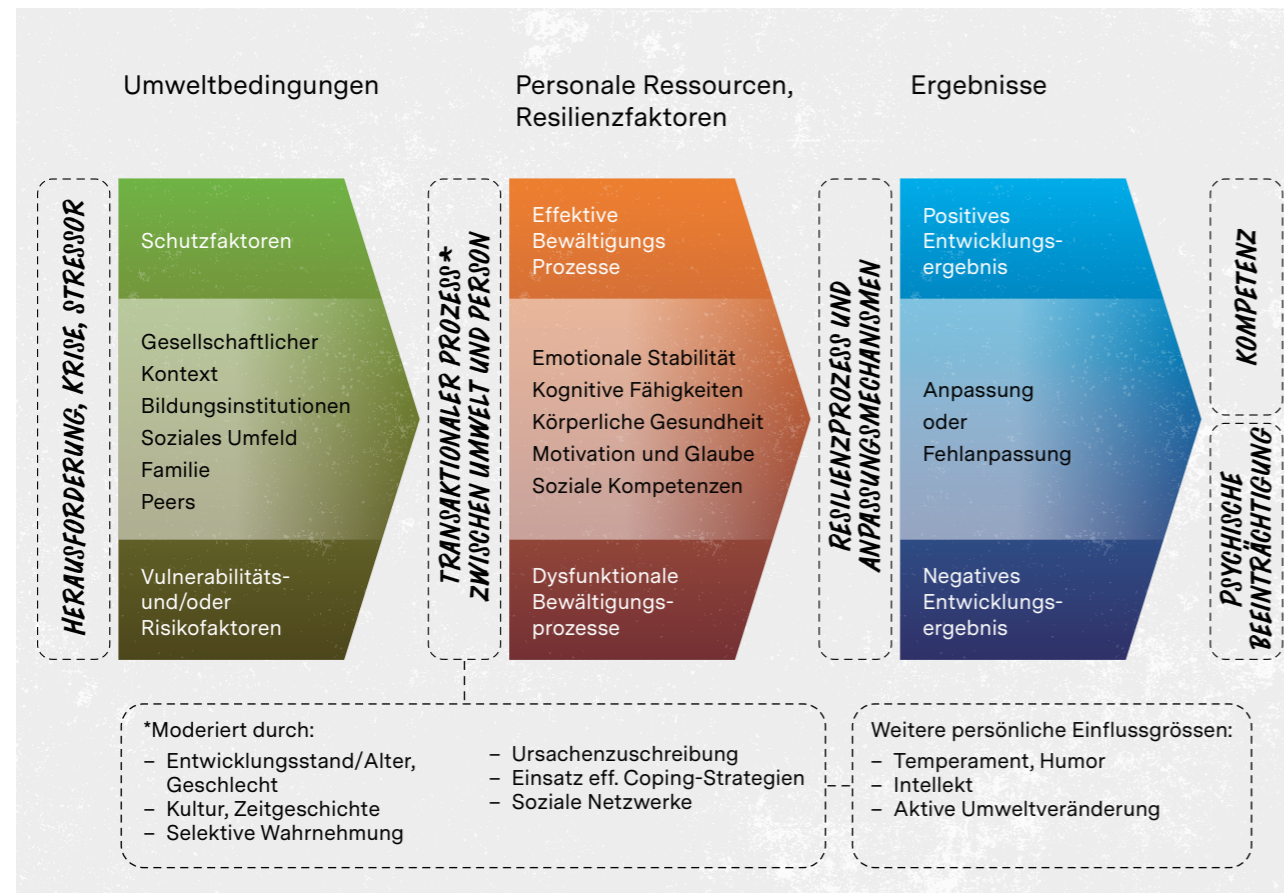 Umweltbedingungen
Personale Ressourcen,
Resilienzfaktoren
Ergebnisse
HERAUSFORDERUNG, KRISE, STRESSOR
Schutzfaktoren
Gesellschaftlicher
Kontext
Bildungsinstitutionen
Soziales Umfeld
Familie
Peers
Vulnerabilitäts-
und/oder
Risikofaktoren
TRANSAKTIONALER PROZESS*
ZWISCHEN UMWELT UND PERSON
Effektive
Bewältigungs
Prozesse
Emotionale Stabilität
Kognitive Fähigkeiten
Körperliche Gesundheit
Motivation und Glaube
Soziale Kompetenzen
Dysfunktionale
Bewältigungs-
prozesse
RESILIENZPROZESS UND
ANPASSUNGSMECHANISMEN
Positives
Entwicklungs-
ergebnis
Anpassung
oder
Fehlanpassung
Negatives
Entwicklungs-
ergebnis
KOMPETENZ
PSYCHISCHE
BEEINTRÄCHTIGUNG
*Moderiert durch:
– Entwicklungsstand/Alter,
Geschlecht
– Kultur, Zeitgeschichte
– Selektive Wahrnehmung
– Ursachenzuschreibung
– Einsatz eff. Coping-Strategien
– Soziale Netzwerke
Weitere persönliche Einflussgrössen:
– Temperament, Humor
– Intellekt
– Aktive Umweltveränderung